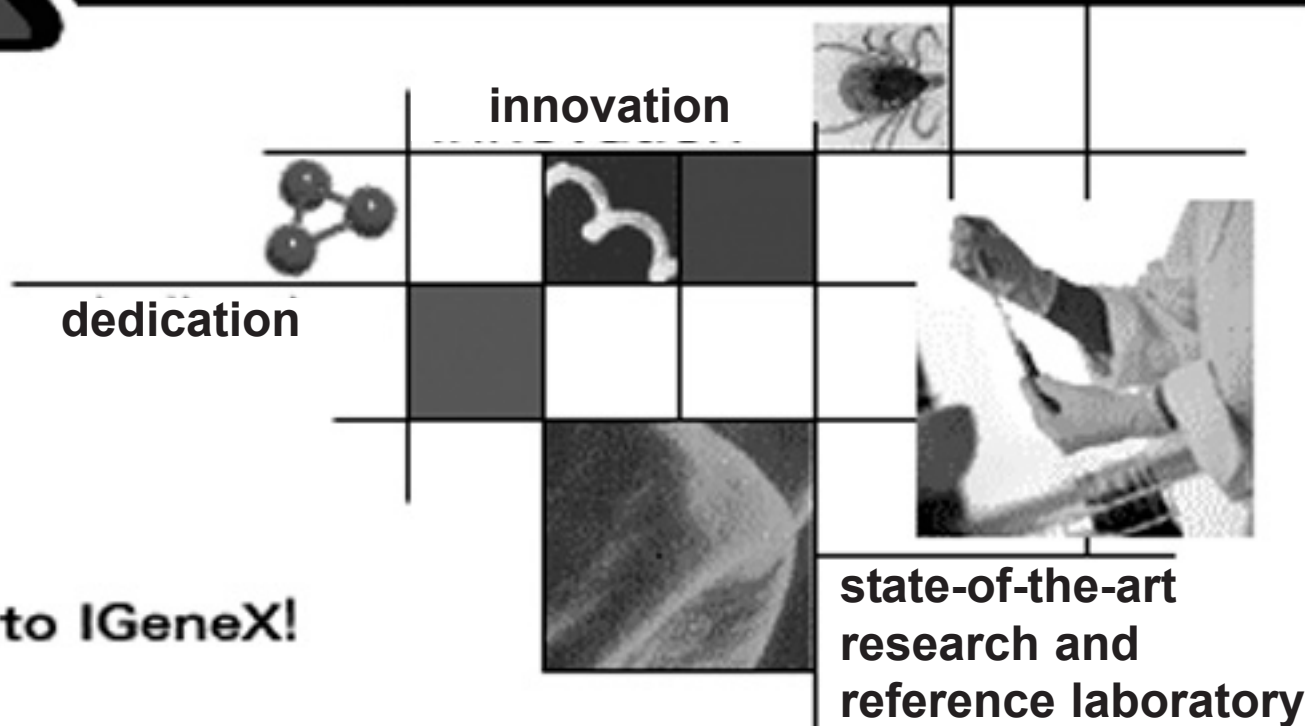 innovation
dedication
to IGeneX!
state-of-the-art
research and
reference laboratory